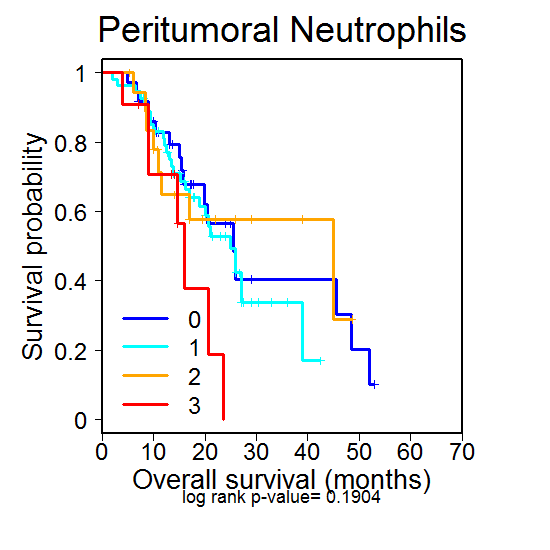 Peritumoral Neutrophils
Survival probability
1
0.8
0.6
0.4
0.2
0
0
1
2
3
0 10 20 30 40 50 60 70
Overall survival (months)
log rank p-value= 0.1904